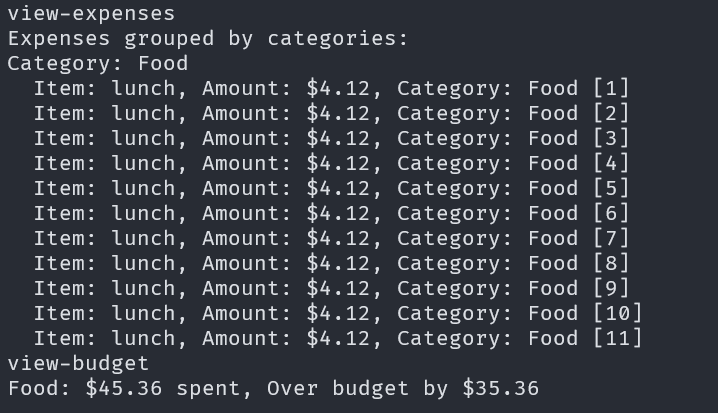 view-expenses
Expenses grouped by categories:
Category: Food
  Item: lunch, Amount: $4.12, Category: Food [1]
  Item: lunch, Amount: $4.12, Category: Food [2]
  Item: lunch, Amount: $4.12, Category: Food [3]
  Item: lunch, Amount: $4.12, Category: Food [4]
  Item: lunch, Amount: $4.12, Category: Food [5]
  Item: lunch, Amount: $4.12, Category: Food [6]
  Item: lunch, Amount: $4.12, Category: Food [7]
  Item: lunch, Amount: $4.12, Category: Food [8]
  Item: lunch, Amount: $4.12, Category: Food [9]
  Item: lunch, Amount: $4.12, Category: Food [10]
  Item: lunch, Amount: $4.12, Category: Food [11]
view-budget
Food: $45.36 spent, Over budget by $35.36